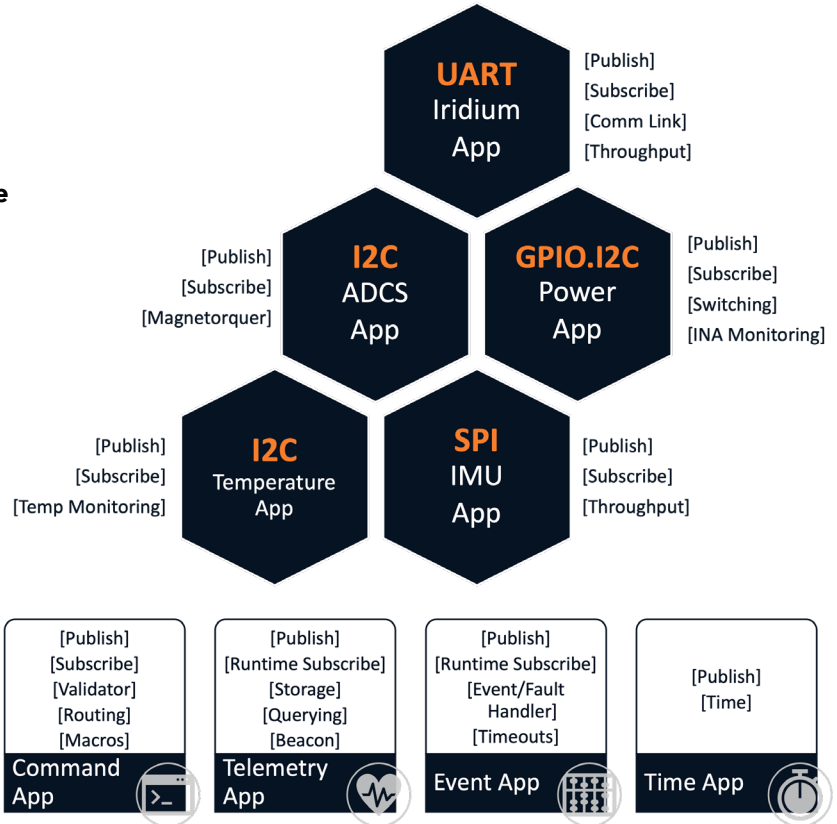 UART
Iridium
App
[Publish]
[Subscribe]
[Comm Link]
[Throughput]
e
[Publish]
[Subscribe]
[Magnetorquer]
I2C
ADCS
App
GPIO.I2C
Power
App
[Publish]
[Subscribe]
[Switching]
[INA Monitoring]
[Publish]
[Subscribe]
[Temp Monitoring]
I2C
Temperature
App
SPI
IMU
App
[Publish]
[Subscribe]
[Throughput]
[Publish]
[Subscribe]
[Validator]
[Routing]
[Macros]
Command
App
[Publish]
[Runtime Subscribe]
[Storage]
[Querying]
[Beacon]
Telemetry
App
[Publish]
[Runtime Subscribe]
[Event/Fault
Handler]
[Timeouts]
Event App
[Publish]
[Time]
Time App